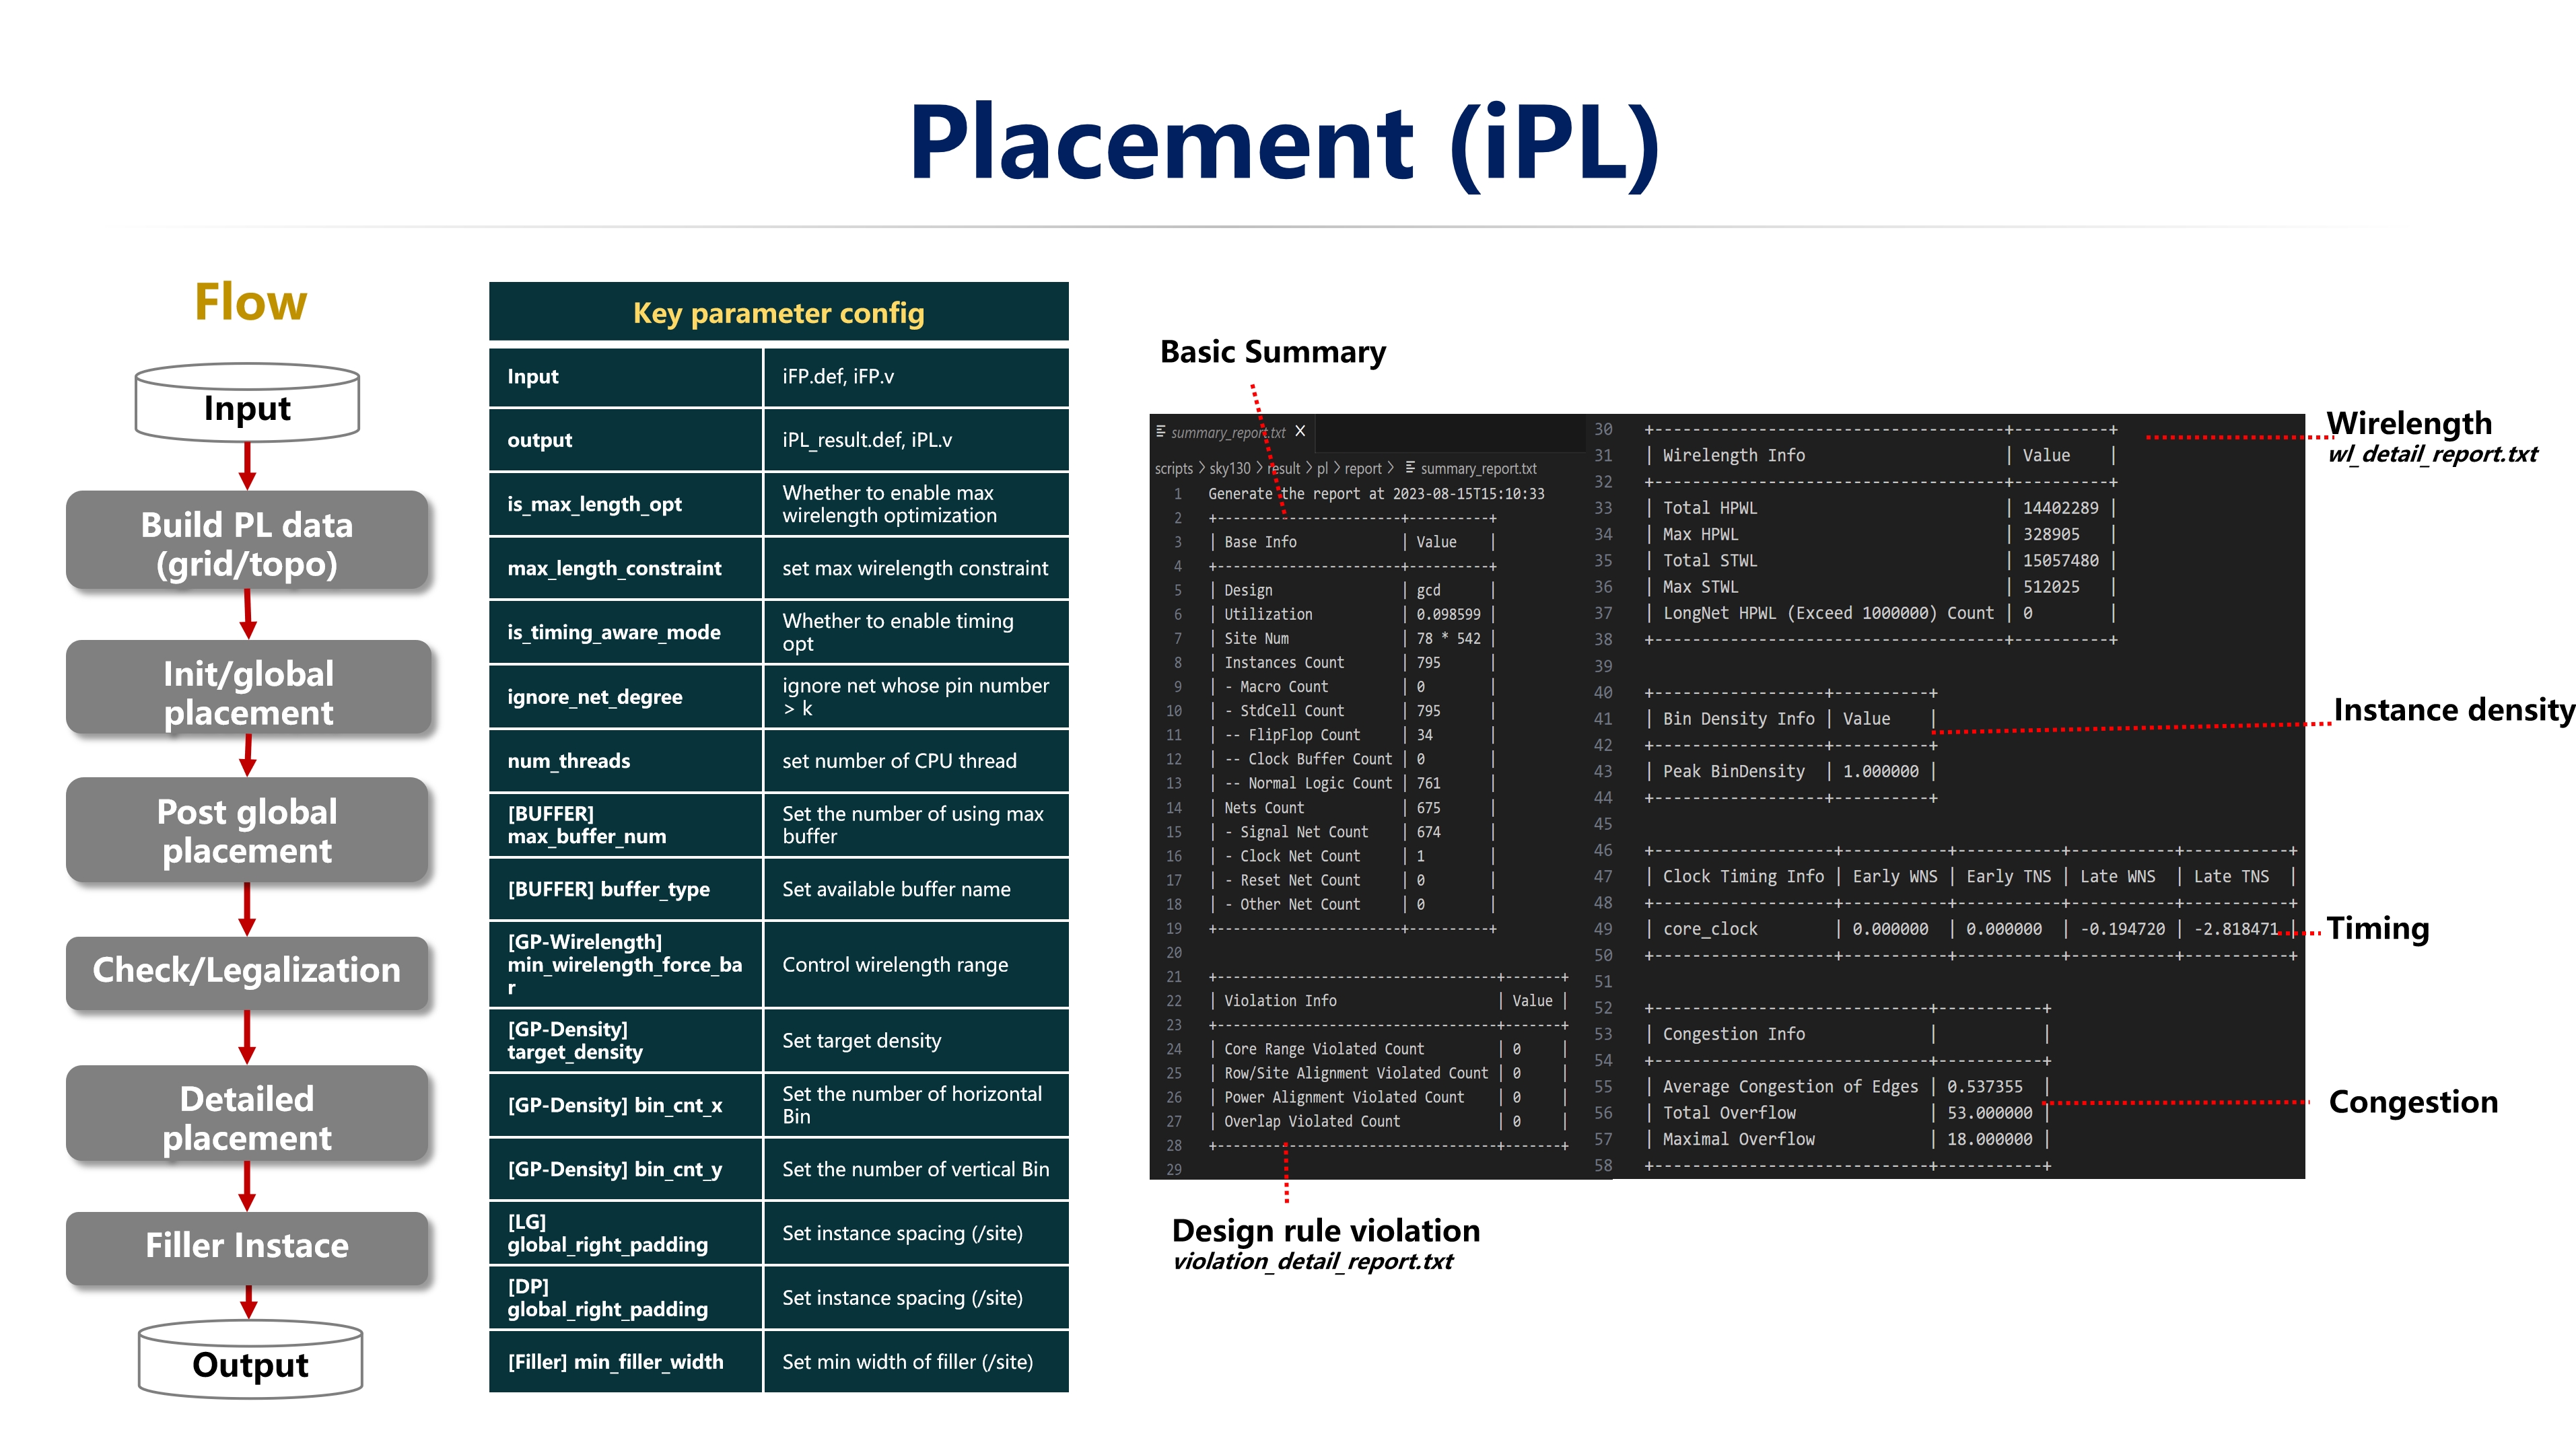 Placement (iPL)
Flow
Input
Build PL data
(grid/topo)
Init/global
placement
Post global
placement
Check/Legalization
Detailed
placement
Filler Instace
Output
Key parameter config
Input
iFP.def, iFP.v
output
iPL_result.def, iPL.v
is_max_length_opt
Whether to enable max
wirelength optimization
max_length_constraint
set max wirelength constraint
is_timing_aware_mode
Whether to enable timing
opt
ignore_net_degree
ignore net whose pin number
> k
num_threads
set number of CPU thread
[BUFFER]
max_buffer_num
Set the number of using max
buffer
[BUFFER] buffer_type
Set available buffer name
[GP-Wirelength]
min_wirelength_force_ba
r
Control wirelength range
[GP-Density]
target_density
Set target density
[GP-Density] bin_cnt_x
Set the number of horizontal
Bin
[GP-Density] bin_cnt_y
Set the number of vertical Bin
[LG]
global_right_padding
Set instance spacing (/site)
[DP]
global_right_padding
Set instance spacing (/site)
[Filler] min_filler_width
Set min width of filler (/site)
Basic Summary
summary_report.txt X
scripts > sky130 > result > pl > report > summary_report.txt
1 Generate the report at 2023-08-15T15:10:33
2 +-----------------------+----------+
3 | Base Info | Value |
4 +-----------------------+----------+
5 | Design | gcd |
6 | Utilization | 0.098599 |
7 | Site Num | 78 * 542 |
8 | Instances Count | 795 |
9 | - Macro Count | 0 |
10 | - StdCell Count | 795 |
11 | -- FlipFlop Count | 34 |
12 | -- Clock Buffer Count | 0 |
13 | -- Normal Logic Count | 761 |
14 | Nets Count | 675 |
15 | - Signal Net Count | 674 |
16 | - Clock Net Count | 1 |
17 | - Reset Net Count | 0 |
18 | - Other Net Count | 0 |
19 +-----------------------+----------+
20
21 +-----------------------------------+-------+
22 | Violation Info | Value |
23 +-----------------------------------+-------+
24 | Core Range Violated Count | 0 |
25 | Row/Site Alignment Violated Count | 0 |
26 | Power Alignment Violated Count | 0 |
27 | Overlap Violated Count | 0 |
28 +-----------------------------------+-------+
29
Design rule violation
violation_detail_report.txt
30 +-----------------------------------+----------+
31 | Wirelength Info | Value |
32 +-----------------------------------+----------+
33 | Total HPWL | 14402289 |
34 | Max HPWL | 328905 |
35 | Total STWL | 15057480 |
36 | Max STWL | 512025 |
37 | LongNet HPWL (Exceed 1000000) Count | 0 |
38 +-----------------------------------+----------+
39
40 +------------------+----------+
41 | Bin Density Info | Value |
42 +------------------+----------+
43 | Peak BinDensity | 1.000000 |
44 +------------------+----------+
45
46 +-------------------+-----------+-----------+-----------+-----------+
47 | Clock Timing Info | Early WNS | Early TNS | Late WNS | Late TNS |
48 +-------------------+-----------+-----------+-----------+-----------+
49 | core_clock | 0.000000 | 0.000000 | -0.194720 | -2.818471 |
50 +-------------------+-----------+-----------+-----------+-----------+
51
52 +-----------------------------+-----------+
53 | Congestion Info | |
54 +-----------------------------+-----------+
55 | Average Congestion of Edges | 0.537355 |
56 | Total Overflow | 53.000000 |
57 | Maximal Overflow | 18.000000 |
58 +-----------------------------+-----------+
Wirelength
wl_detail_report.txt
Instance density
Timing
Congestion